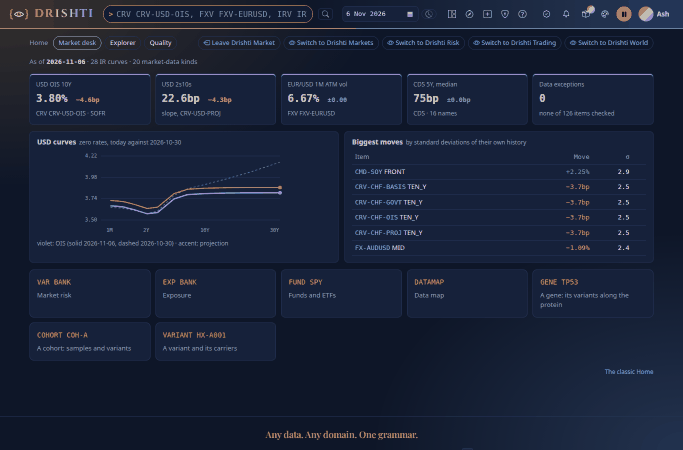 {<>} DRISHTI
> CRV CRV-USD-OIS, FXV FXV-EURUSD, IRV IR
6 Nov 2026
Ash
Home
Market desk
Explorer
Quality
Leave Drishti Market
Switch to Drishti Markets
Switch to Drishti Risk
Switch to Drishti Trading
Switch to Drishti World
As of 2026-11-06 · 28 IR curves · 20 market-data kinds
USD OIS 10Y
3.80% −4.6bp
CRV CRV-USD-OIS · SOFR
USD 2s10s
22.6bp −4.3bp
slope, CRV-USD-PROJ
EUR/USD 1M ATM vol
6.67% ±0.00
FXV FXV-EURUSD
CDS 5Y, median
75bp ±0.0bp
CDS · 16 names
Data exceptions
0
none of 126 items checked
USD curves zero rates, today against 2026-10-30
4.22
3.98
3.74
3.50
3M
2Y
10Y
30Y
violet: OIS (solid 2026-11-06, dashed 2026-10-30) · accent: projection
Biggest moves by standard deviations of their own history
Item Move σ
CMD-SOY FRONT +2.25% 2.9
CRV-CHF-BASIS TEN_Y −3.7bp 2.5
CRV-CHF-GOVT TEN_Y −3.7bp 2.5
CRV-CHF-OIS TEN_Y −3.7bp 2.5
CRV-CHF-PROJ TEN_Y −3.7bp 2.5
FX-AUDUSD MID −1.09% 2.4
VAR BANK
Market risk
EXP BANK
Exposure
FUND SPY
Funds and ETFs
DATAMAP
Data map
GENE TP53
A gene: its variants along the
protein
COHORT COH-A
A cohort: samples and variants
VARIANT HX-A001
A variant and its carriers
The classic Home
Any data. Any domain. One grammar.